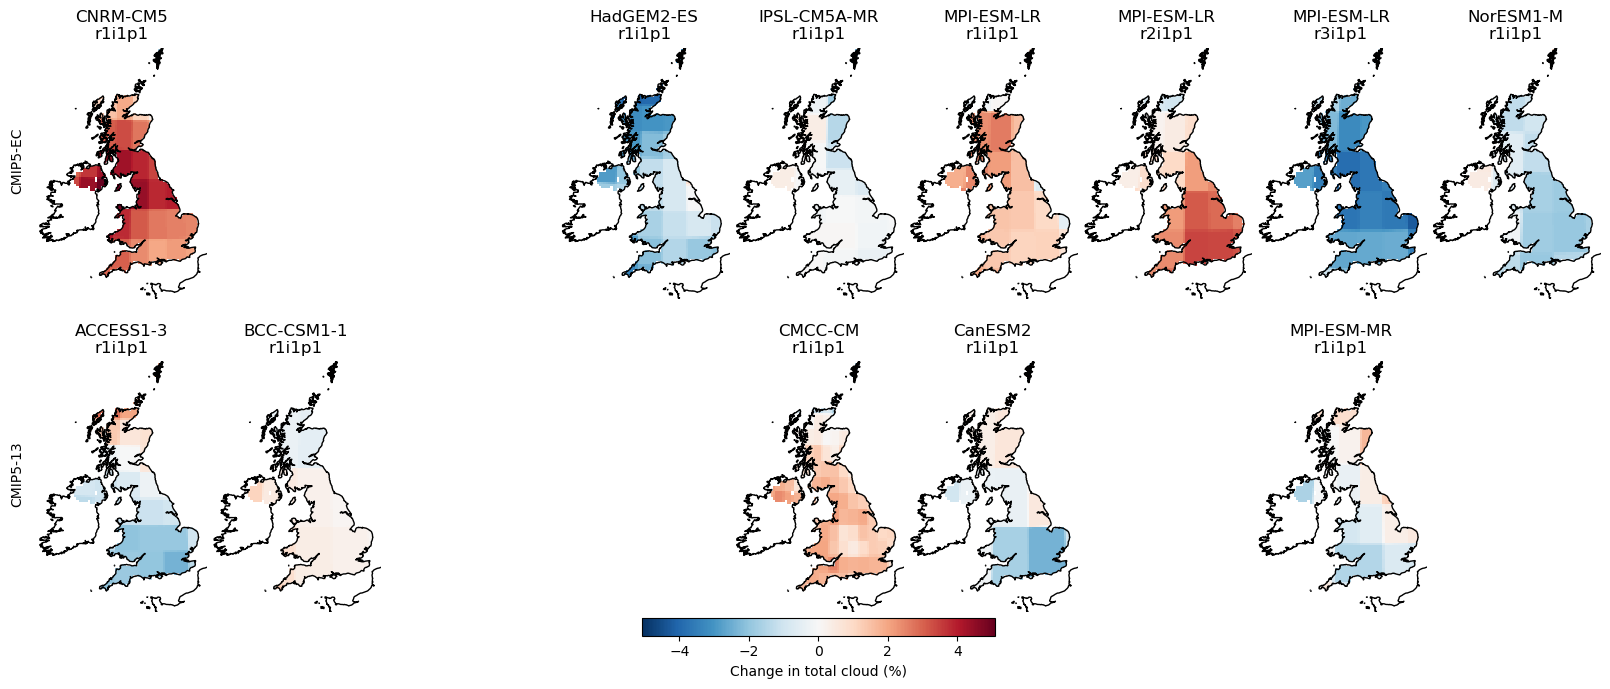 CNRM-CM5
r1i1p1
HadGEM2-ES
r1i1p1
IPSL-CM5A-MR
r1i1p1
MPI-ESM-LR
r1i1p1
MPI-ESM-LR
r2i1p1
MPI-ESM-LR
r3i1p1
NorESM1-M
r1i1p1
CMIP5-EC
ACCESS1-3
r1i1p1
BCC-CSM1-1
r1i1p1
CMCC-CM
r1i1p1
CanESM2
r1i1p1
MPI-ESM-MR
r1i1p1
CMIP5-13
−4 −2 0 2 4
Change in total cloud (%)